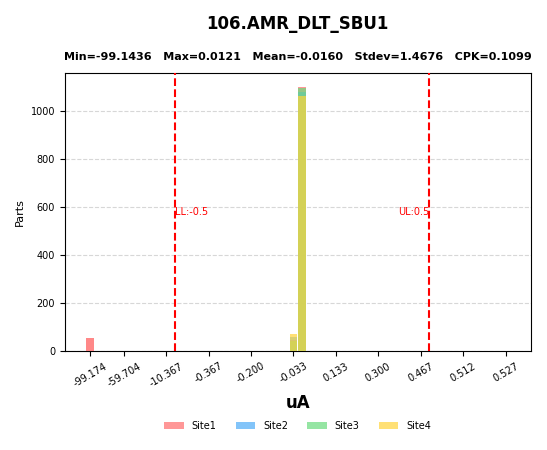 106.AMR_DLT_SBU1
Min=-99.1436 Max=0.0121 Mean=-0.0160 Stdev=1.4676 CPK=0.1099
1000
800
600
400
200
0
Parts
LL:-0.5
UL:0.5
-99.174 -59.704 -10.367 -0.367 -0.200 -0.033 0.133 0.300 0.467 0.512 0.527
uA
Site1 Site2 Site3 Site4